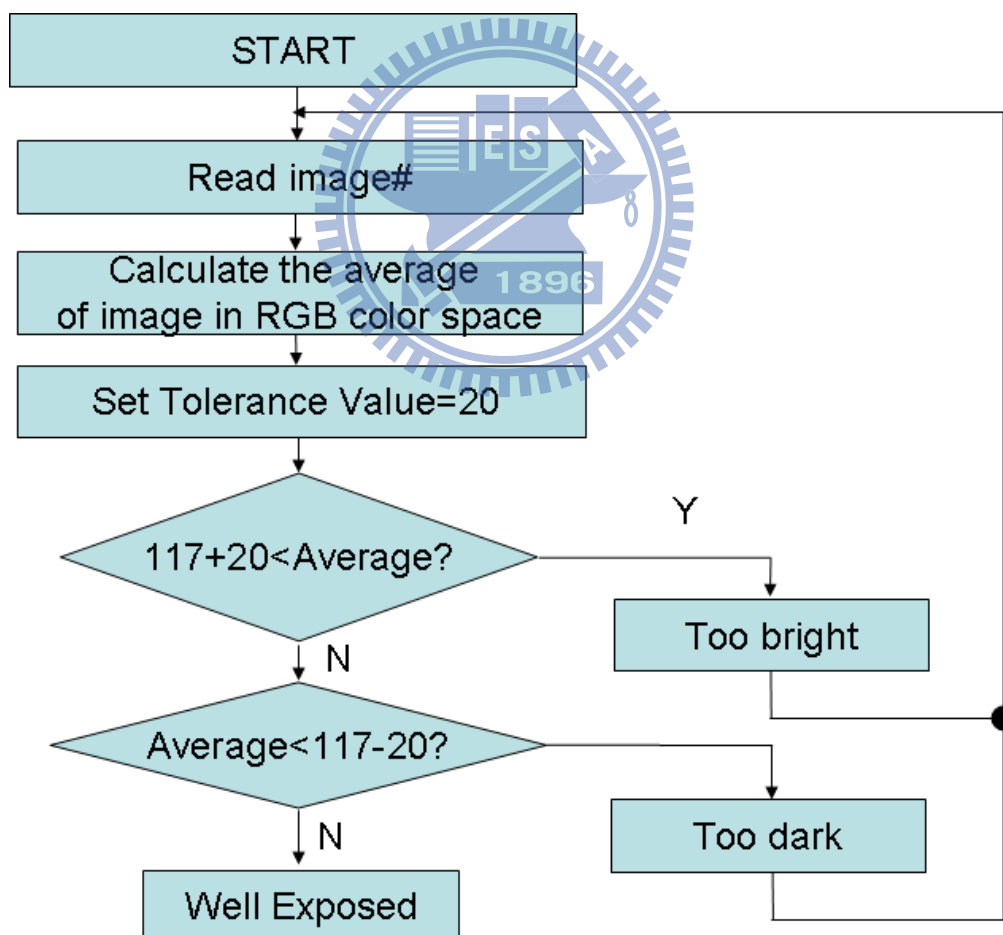 START
ESA
Read image#
Calculate the average
of image in RGB color space
1896
Set Tolerance Value=20
117+20<Average?
Y
Too bright
N
Average<117-20?
Too dark
N
Well Exposed